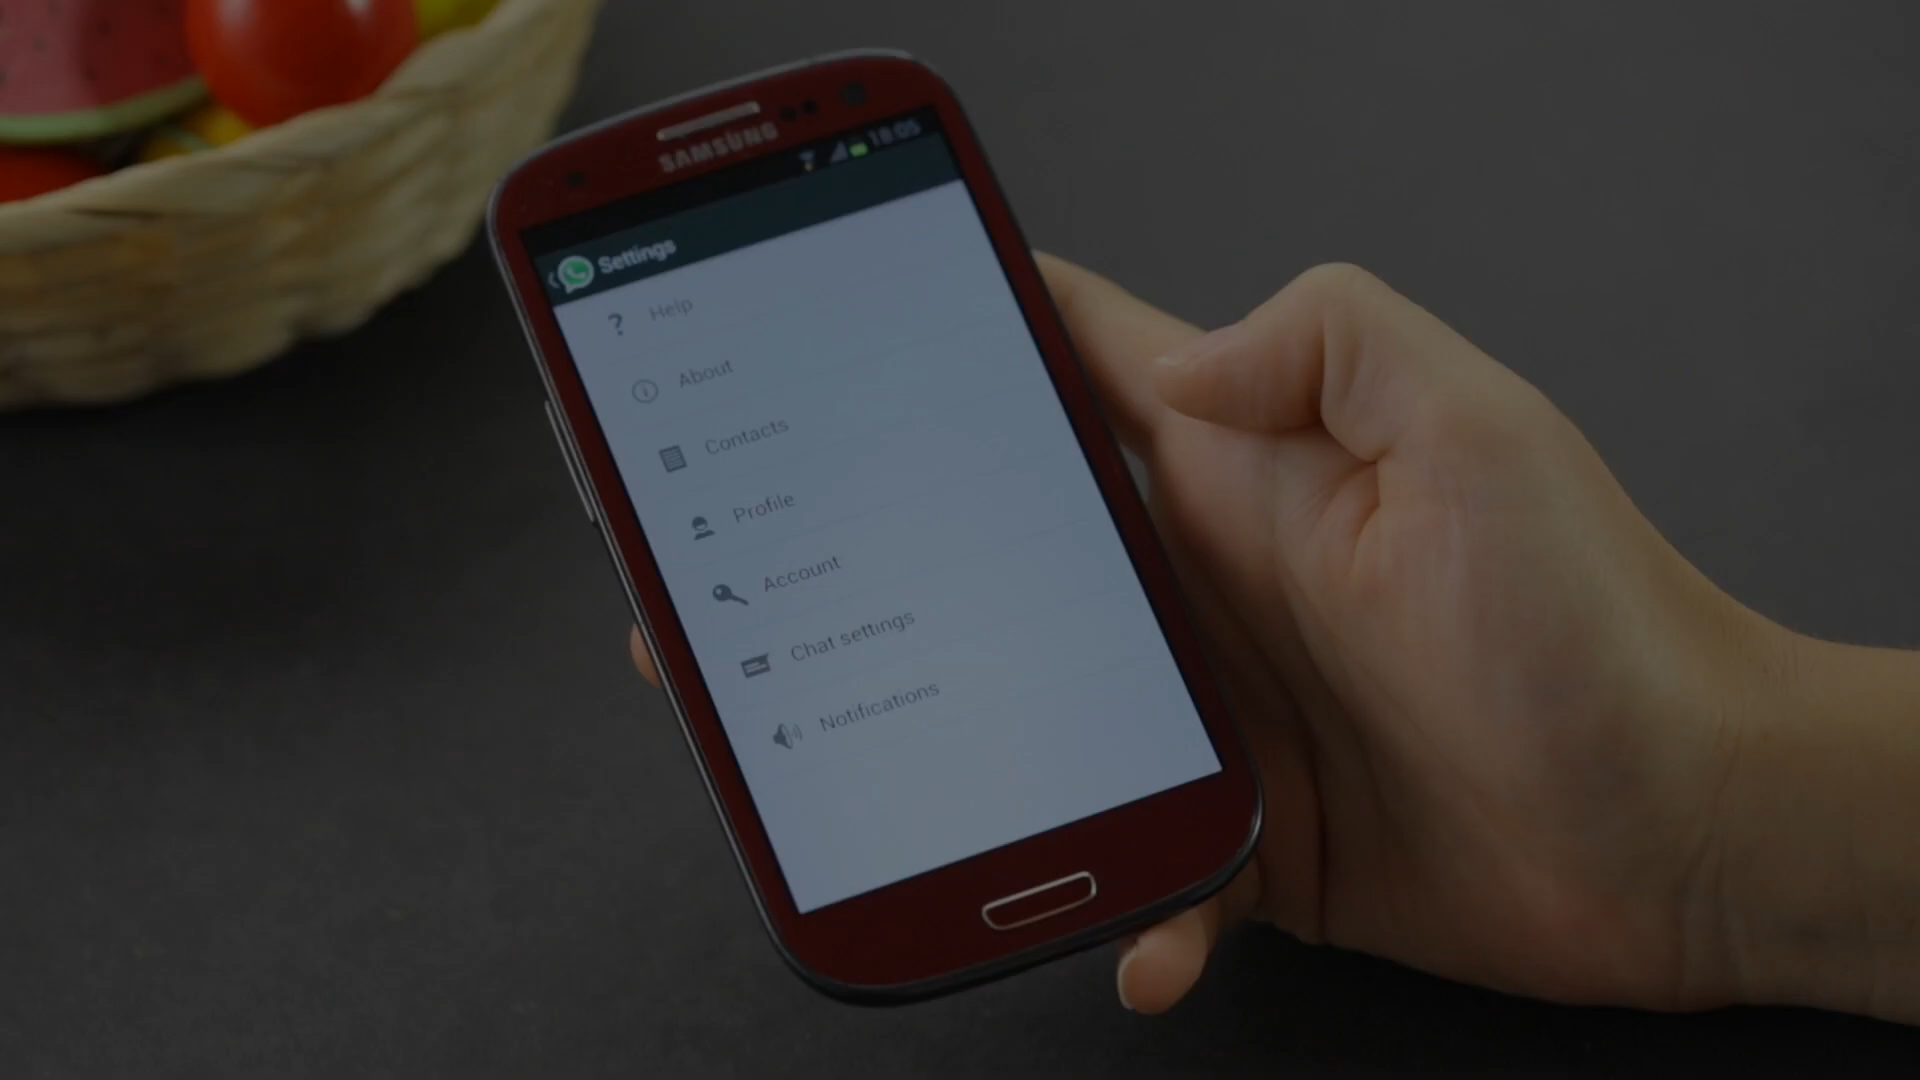 SAMSUNG
18:05
Settings
Help
About
Contacts
Profile
Account
Chat settings
Notifications